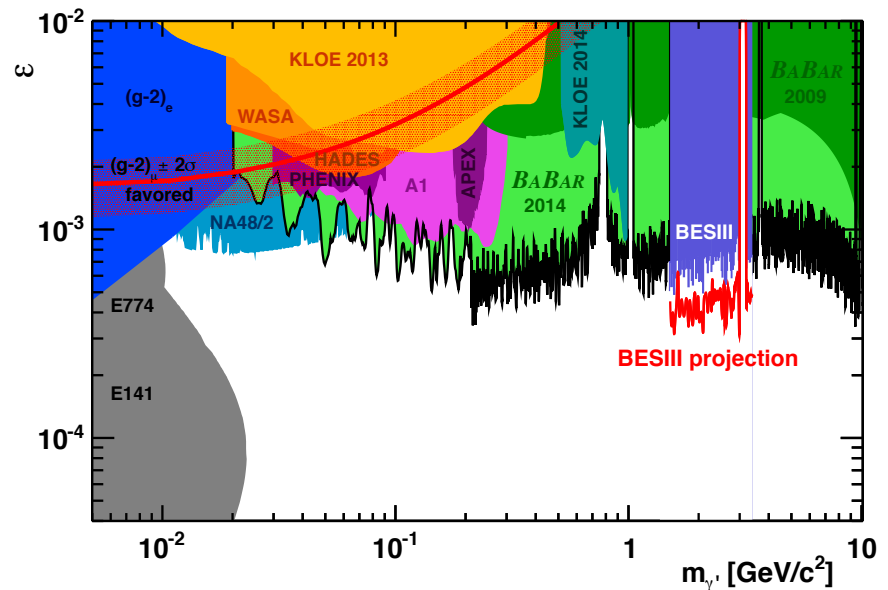 10⁻²
ε
KLOE 2013
KLOE 2014
BABAR
2009
(g-2)ₑ
WASA
HADES
(g-2)μ ± 2σ
favored
PHENIX
A1
APEX
BABAR
2014
10⁻³
NA48/2
BESIII
E774
BESIII projection
E141
10⁻⁴
10⁻²
10⁻¹
1
10
mγ' [GeV/c²]